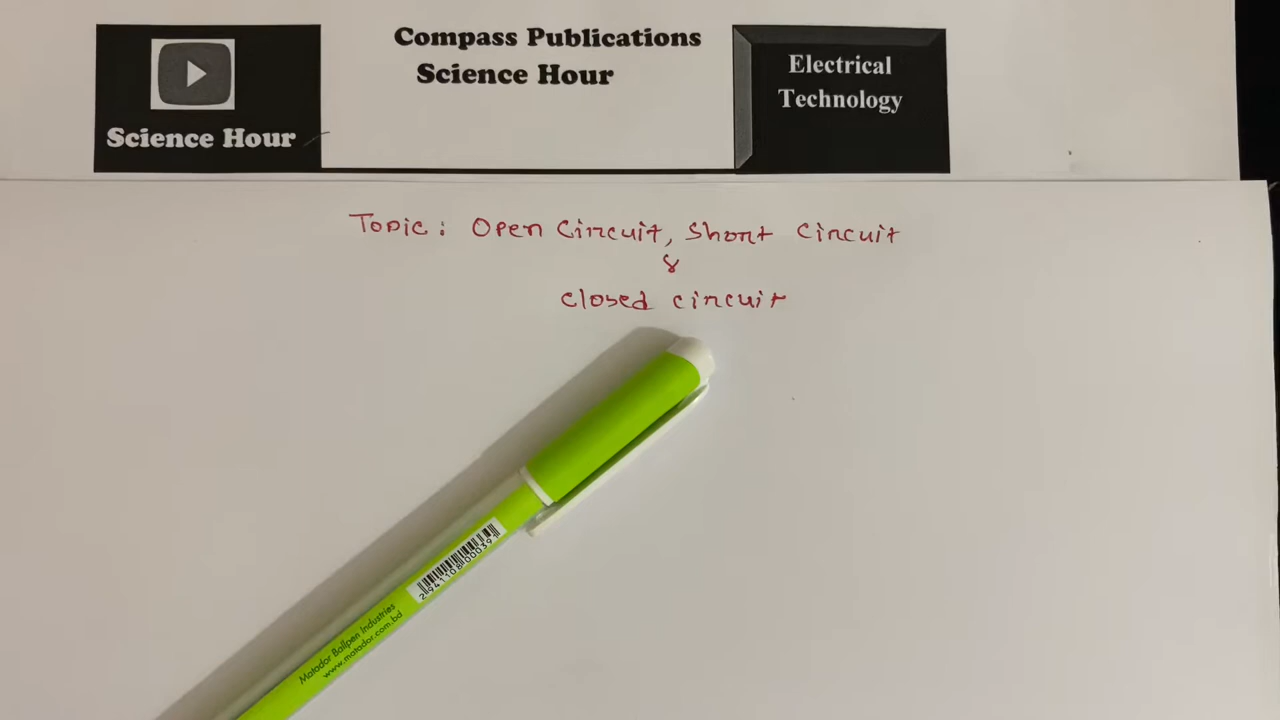 Compass Publications
Science Hour
Science Hour
Electrical
Technology
Topic: Open Circuit, Short Circuit
&
Closed circuit
2941108000397
Matador Ballpen Industries
www.matador.com.bd